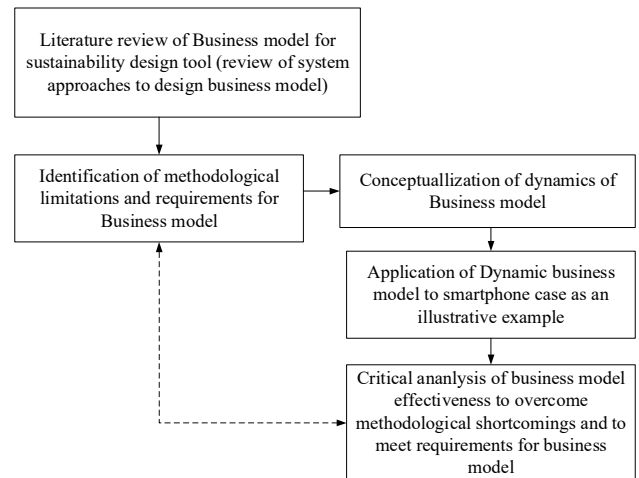 Literature review of Business model for
sustainability design tool (review of system
approaches to design business model)
Identification of methodological
limitations and requirements for
Business model
Conceptuallization of dynamics of
Business model
Application of Dynamic business
model to smartphone case as an
illustrative example
Critical ananlysis of business model
effectiveness to overcome
methodological shortcomings and to
meet requirements for business
model